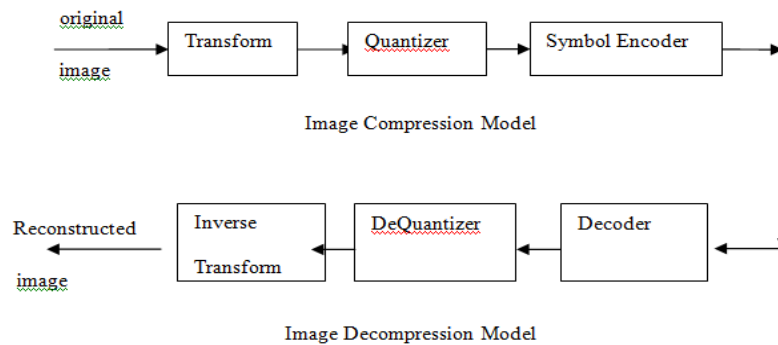 original
image
Transform
Quantizer
Symbol Encoder
Image Compression Model
Reconstructed
image
Inverse
Transform
DeQuantizer
Decoder
Image Decompression Model